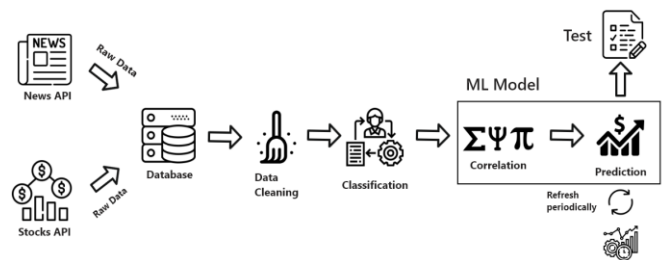 NEWS
News API
Raw Data
Stocks API
Raw Data
Database
Data
Cleaning
Classification
ML Model
ΣΨπ
Correlation
Prediction
Test
Refresh
periodically